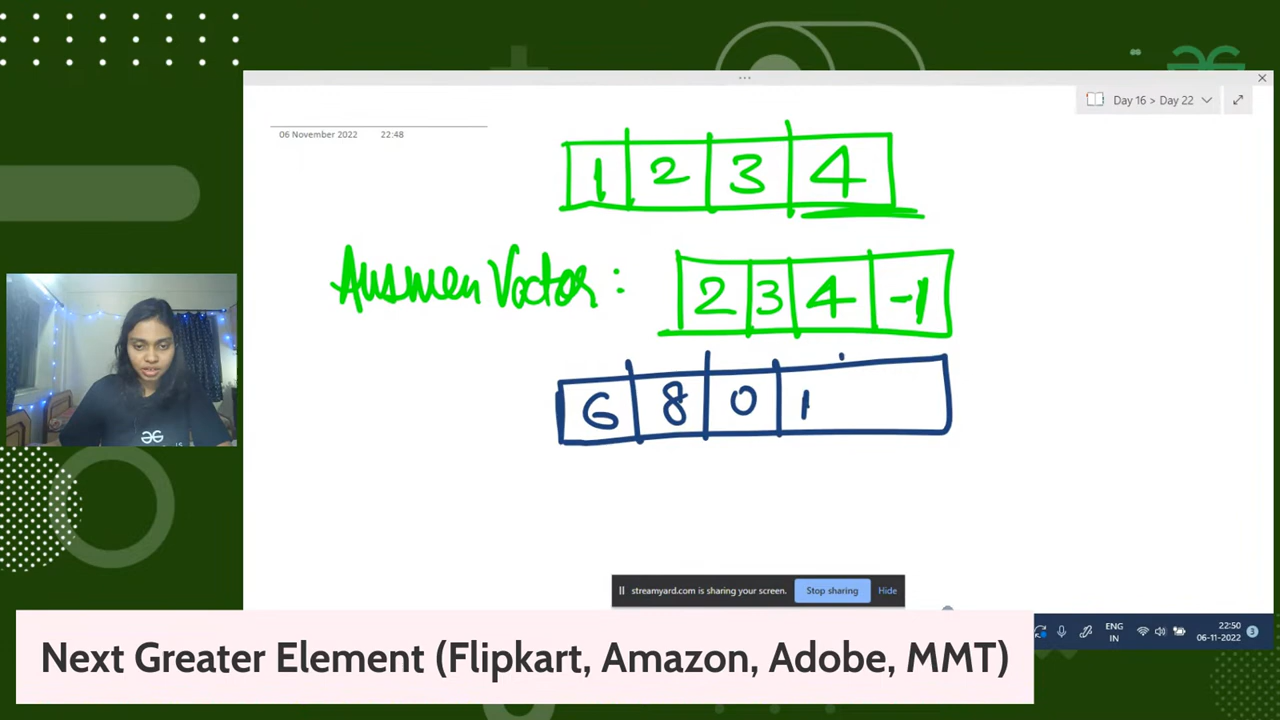 Day 16 > Day 22
06 November 2022 22:48
1 2 3 4
Answer Vector :
2 3 4 -1
6 8 0 1
streamyard.com is sharing your screen. Stop sharing Hide
ENG
IN
22:50
06-11-2022
3
Next Greater Element (Flipkart, Amazon, Adobe, MMT)